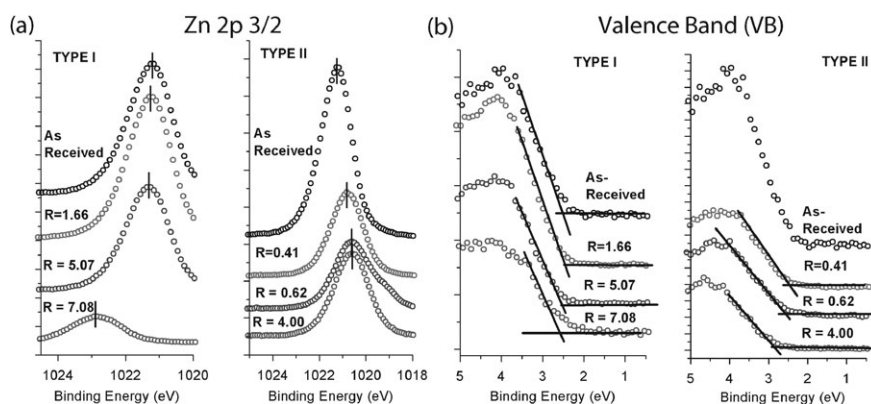 (a) Zn 2p 3/2
TYPE I
As
Received
R=1.66
R = 5.07
R = 7.08
1024 1022 1020
Binding Energy (eV)
TYPE II
As
Received
R=0.41
R = 0.62
R = 4.00
1024 1022 1020 1018
Binding Energy (eV)
(b) Valence Band (VB)
TYPE I
As-
Received
R=1.66
R = 5.07
R = 7.08
5 4 3 2 1
Binding Energy (eV)
TYPE II
As-
Received
R=0.41
R = 0.62
R = 4.00
5 4 3 2 1
Binding Energy (eV)